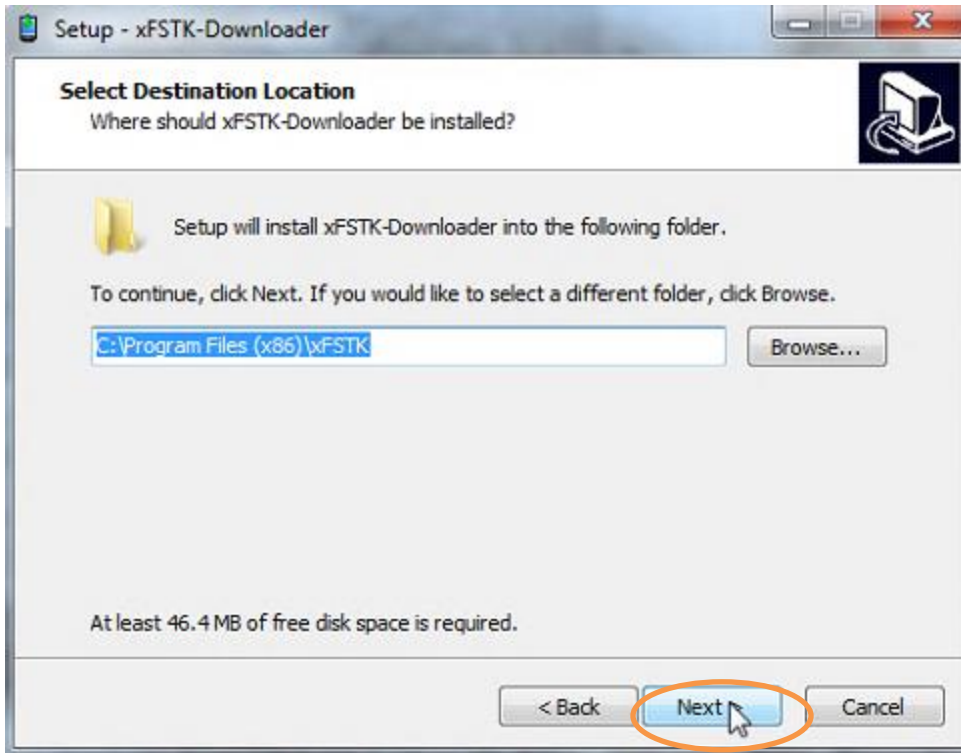 Setup - xFSTK-Downloader
Select Destination Location
Where should xFSTK-Downloader be installed?
Setup will install xFSTK-Downloader into the following folder.
To continue, click Next. If you would like to select a different folder, click Browse.
C:\Program Files (x86)\xFSTK
Browse...
At least 46.4 MB of free disk space is required.
< Back
Next
Cancel